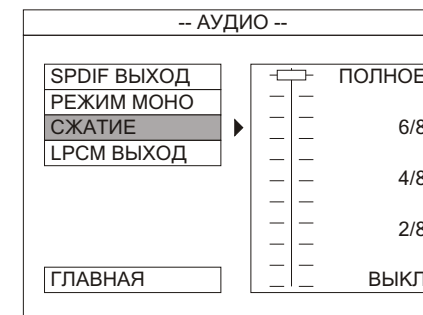 -- АУДИО --
SPDIF ВЫХОД
РЕЖИМ МОНО
СЖАТИЕ
LPCM ВЫХОД
ГЛАВНАЯ
ПОЛНОЕ
6/8
4/8
2/8
ВЫКЛ